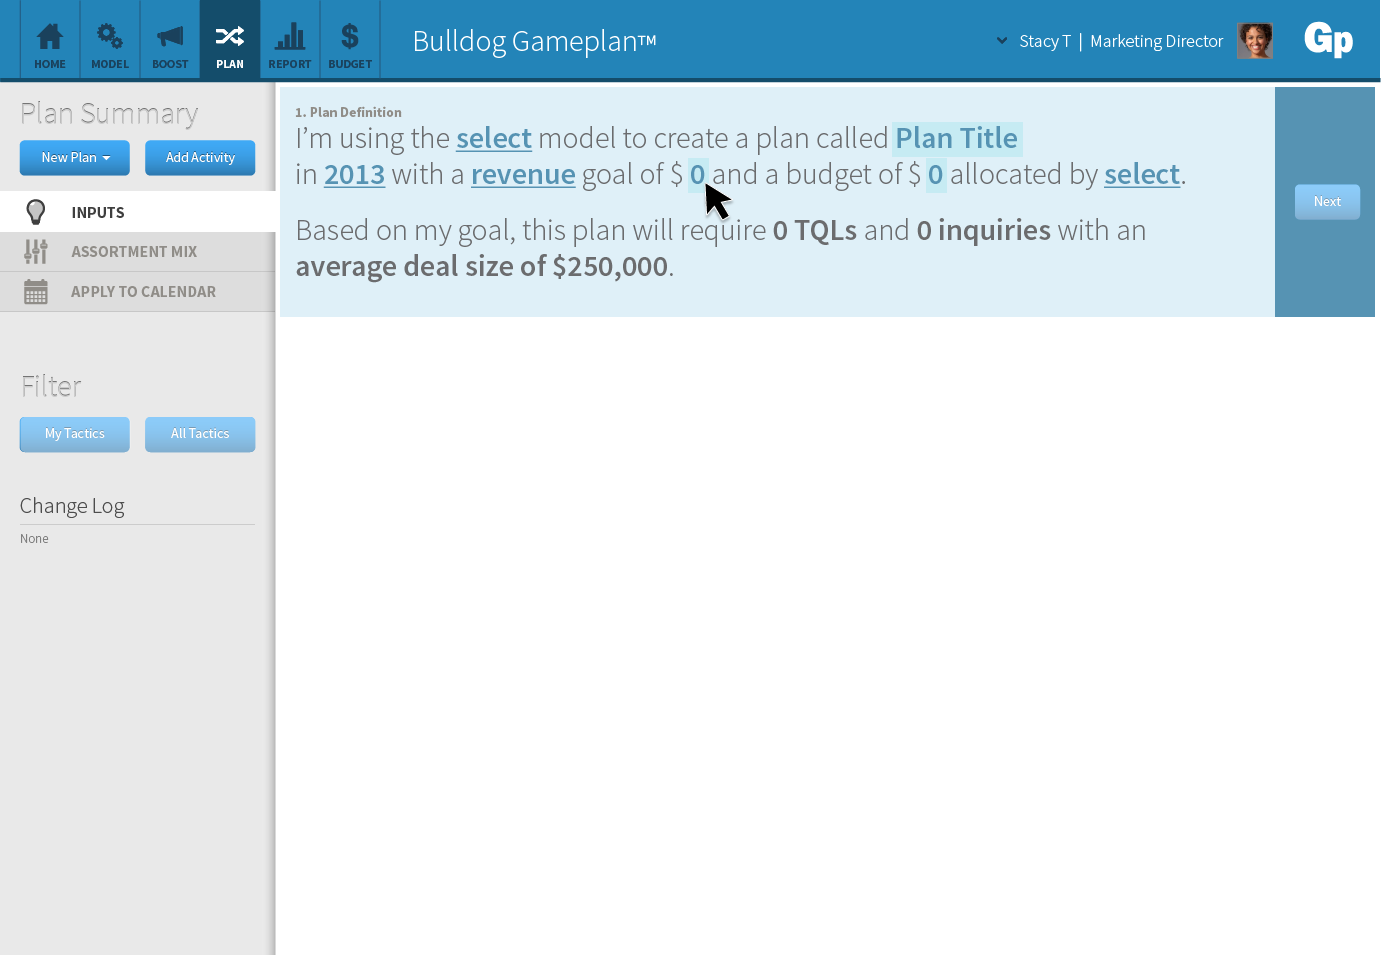 HOME MODEL BOOST PLAN REPORT BUDGET
Bulldog Gameplan™
Stacy T | Marketing Director
Gp
Plan Summary
New Plan Add Activity
INPUTS
ASSORTMENT MIX
APPLY TO CALENDAR
Filter
My Tactics All Tactics
Change Log
None
1. Plan Definition
I’m using the select model to create a plan called Plan Title
in 2013 with a revenue goal of $ 0 and a budget of $ 0 allocated by select.
Based on my goal, this plan will require 0 TQLs and 0 inquiries with an
average deal size of $250,000.
Next